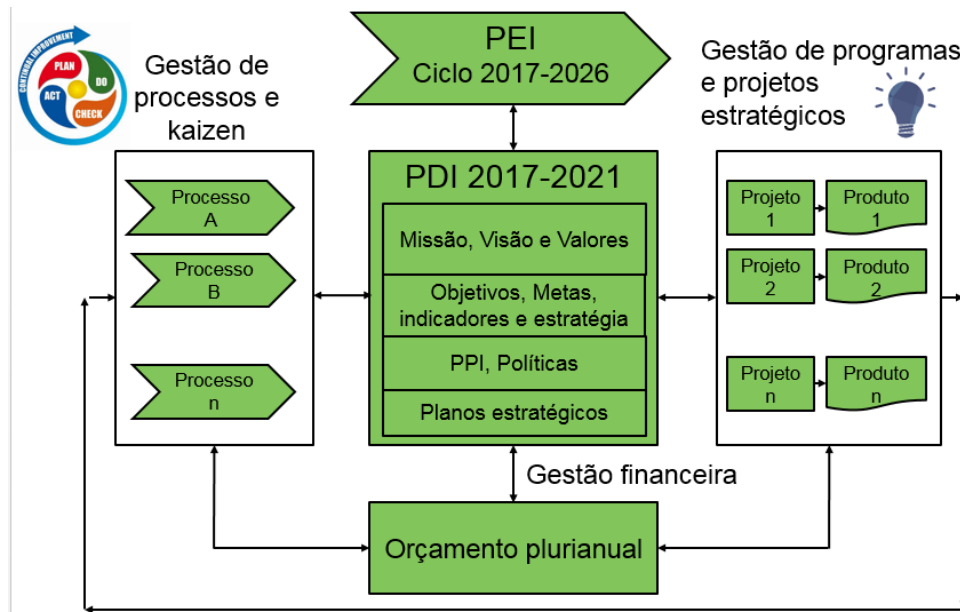 CONTINUAL IMPROVEMENT
PLAN
DO
CHECK
ACT
Gestão de
processos e
kaizen
PEI
Ciclo 2017-2026
Gestão de programas
e projetos
estratégicos
Processo
A
Processo
B
Processo
n
PDI 2017-2021
Missão, Visão e Valores
Objetivos, Metas,
indicadores e estratégia
PPI, Políticas
Planos estratégicos
Projeto
1
Produto
1
Projeto
2
Produto
2
Projeto
n
Produto
n
Gestão financeira
Orçamento plurianual